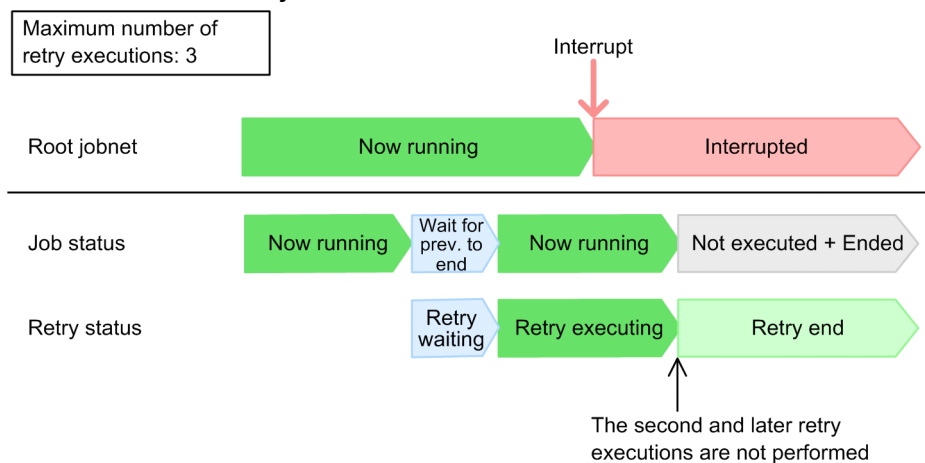 Maximum number of
retry executions: 3
Interrupt
Root jobnet
Now running
Interrupted
Job status
Now running
Wait for
prev. to
end
Now running
Not executed + Ended
Retry status
Retry
waiting
Retry executing
Retry end
The second and later retry
executions are not performed